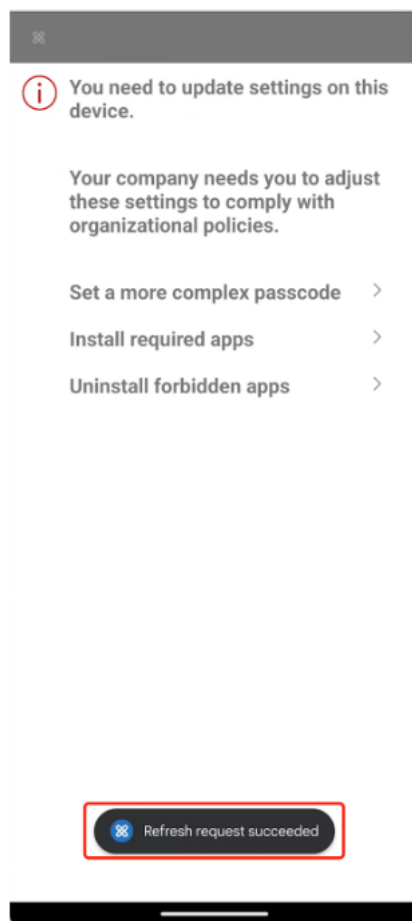 You need to update settings on this
device.
Your company needs you to adjust
these settings to comply with
organizational policies.
Set a more complex passcode
Install required apps
Uninstall forbidden apps
Refresh request succeeded